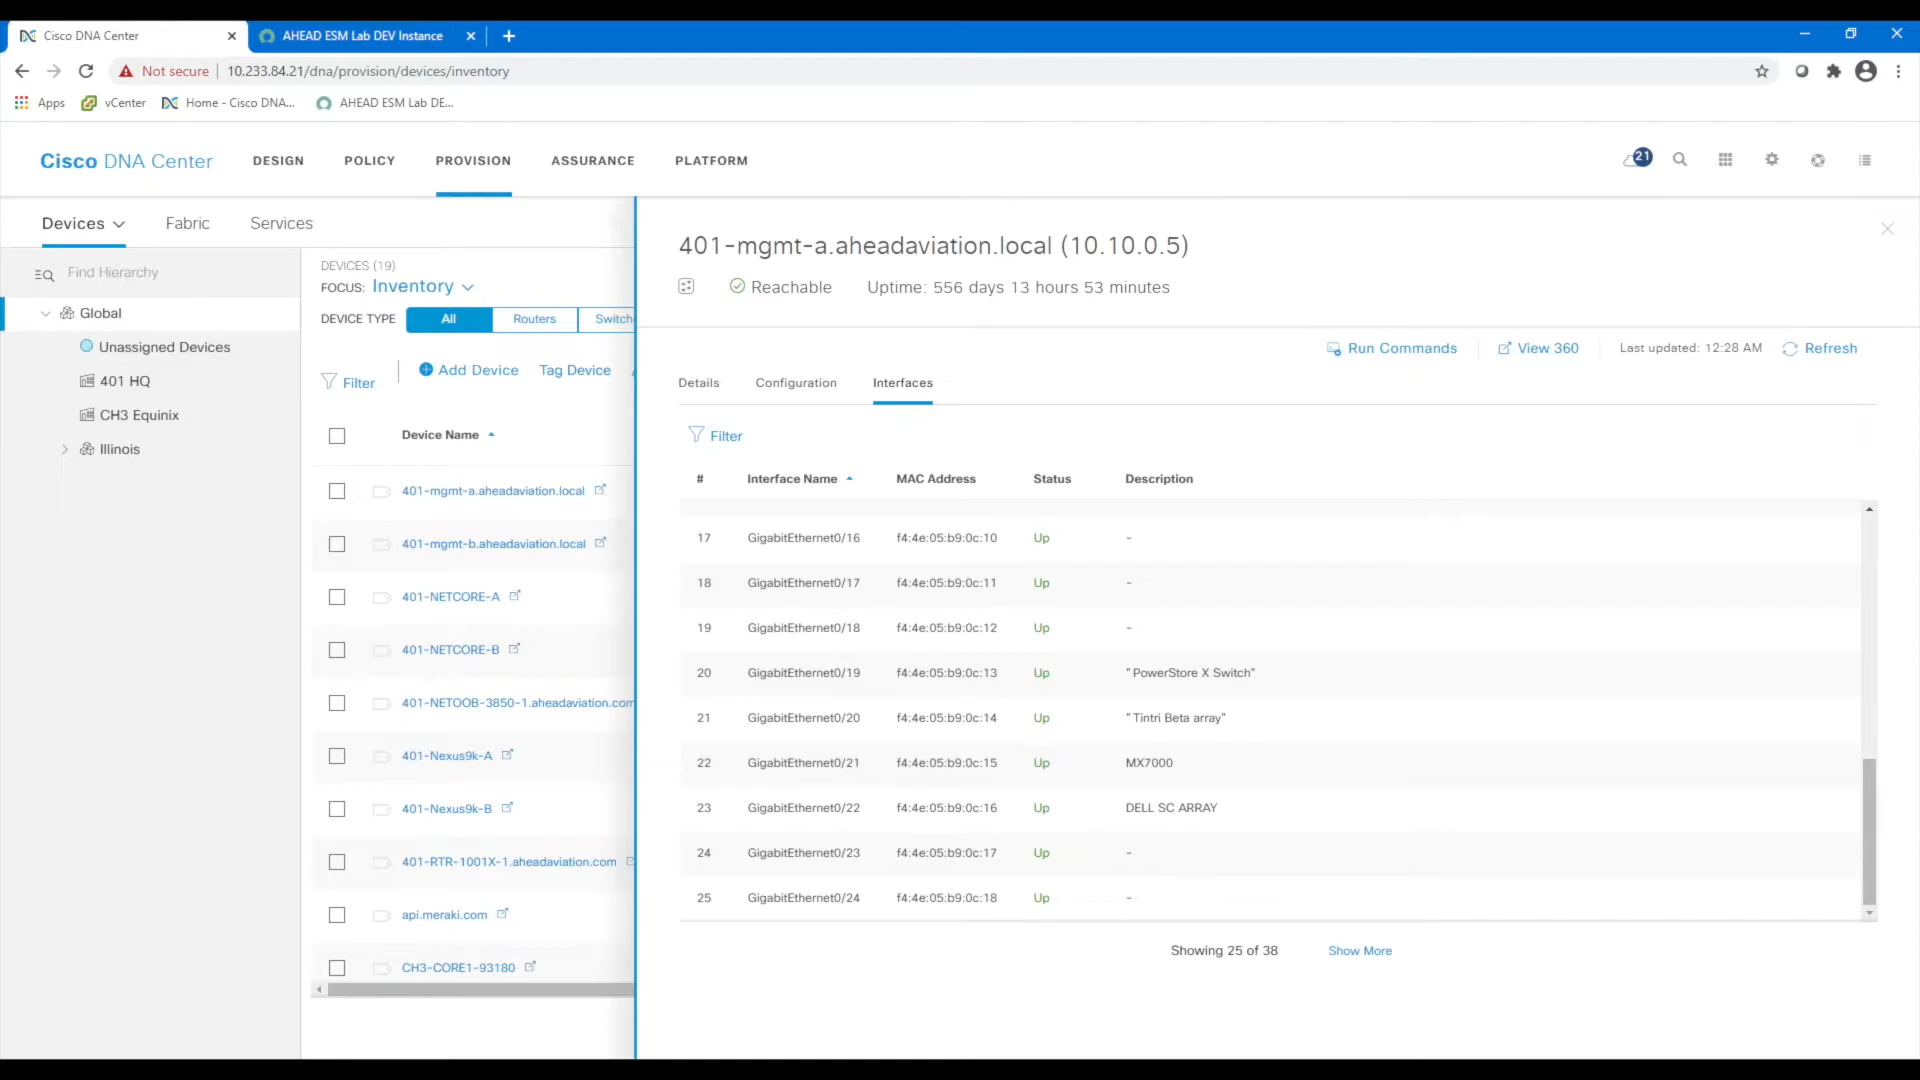 Cisco DNA Center
AHEAD ESM Lab DEV Instance
Not secure
10.233.84.21/dna/provision/devices/inventory
Apps
vCenter
Home - Cisco DNA...
AHEAD ESM Lab DE...
Cisco DNA Center
DESIGN
POLICY
PROVISION
ASSURANCE
PLATFORM
21
Devices
Fabric
Services
Find Hierarchy
Global
Unassigned Devices
401 HQ
CH3 Equinix
Illinois
DEVICES (19)
FOCUS: Inventory
DEVICE TYPE
All
Routers
Switch
Filter
Add Device
Tag Device
Device Name
401-mgmt-a.aheadaviation.local
401-mgmt-b.aheadaviation.local
401-NETCORE-A
401-NETCORE-B
401-NETOOB-3850-1.aheadaviation.com
401-Nexus9k-A
401-Nexus9k-B
401-RTR-1001X-1.aheadaviation.com
api.meraki.com
CH3-CORE1-93180
401-mgmt-a.aheadaviation.local (10.10.0.5)
Reachable
Uptime: 556 days 13 hours 53 minutes
Run Commands
View 360
Last updated: 12:28 AM
Refresh
Details
Configuration
Interfaces
Filter
# Interface Name MAC Address Status Description
17 GigabitEthernet0/16 f4:4e:05:b9:0c:10 Up -
18 GigabitEthernet0/17 f4:4e:05:b9:0c:11 Up -
19 GigabitEthernet0/18 f4:4e:05:b9:0c:12 Up -
20 GigabitEthernet0/19 f4:4e:05:b9:0c:13 Up "PowerStore X Switch"
21 GigabitEthernet0/20 f4:4e:05:b9:0c:14 Up "Tintri Beta array"
22 GigabitEthernet0/21 f4:4e:05:b9:0c:15 Up MX7000
23 GigabitEthernet0/22 f4:4e:05:b9:0c:16 Up DELL SC ARRAY
24 GigabitEthernet0/23 f4:4e:05:b9:0c:17 Up -
25 GigabitEthernet0/24 f4:4e:05:b9:0c:18 Up -
Showing 25 of 38
Show More